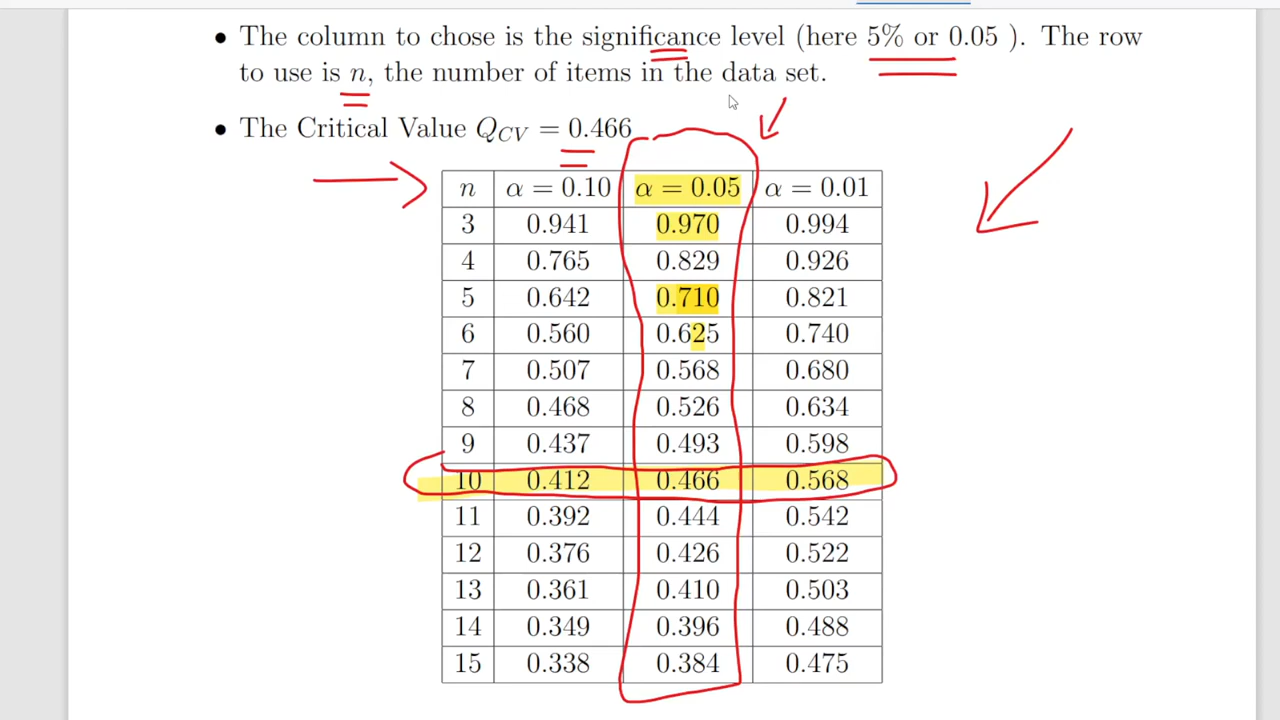 • The column to chose is the significance level (here 5% or 0.05 ). The row
to use is n, the number of items in the data set.
• The Critical Value Q_CV = 0.466
n α = 0.10 α = 0.05 α = 0.01
3 0.941 0.970 0.994
4 0.765 0.829 0.926
5 0.642 0.710 0.821
6 0.560 0.625 0.740
7 0.507 0.568 0.680
8 0.468 0.526 0.634
9 0.437 0.493 0.598
10 0.412 0.466 0.568
11 0.392 0.444 0.542
12 0.376 0.426 0.522
13 0.361 0.410 0.503
14 0.349 0.396 0.488
15 0.338 0.384 0.475